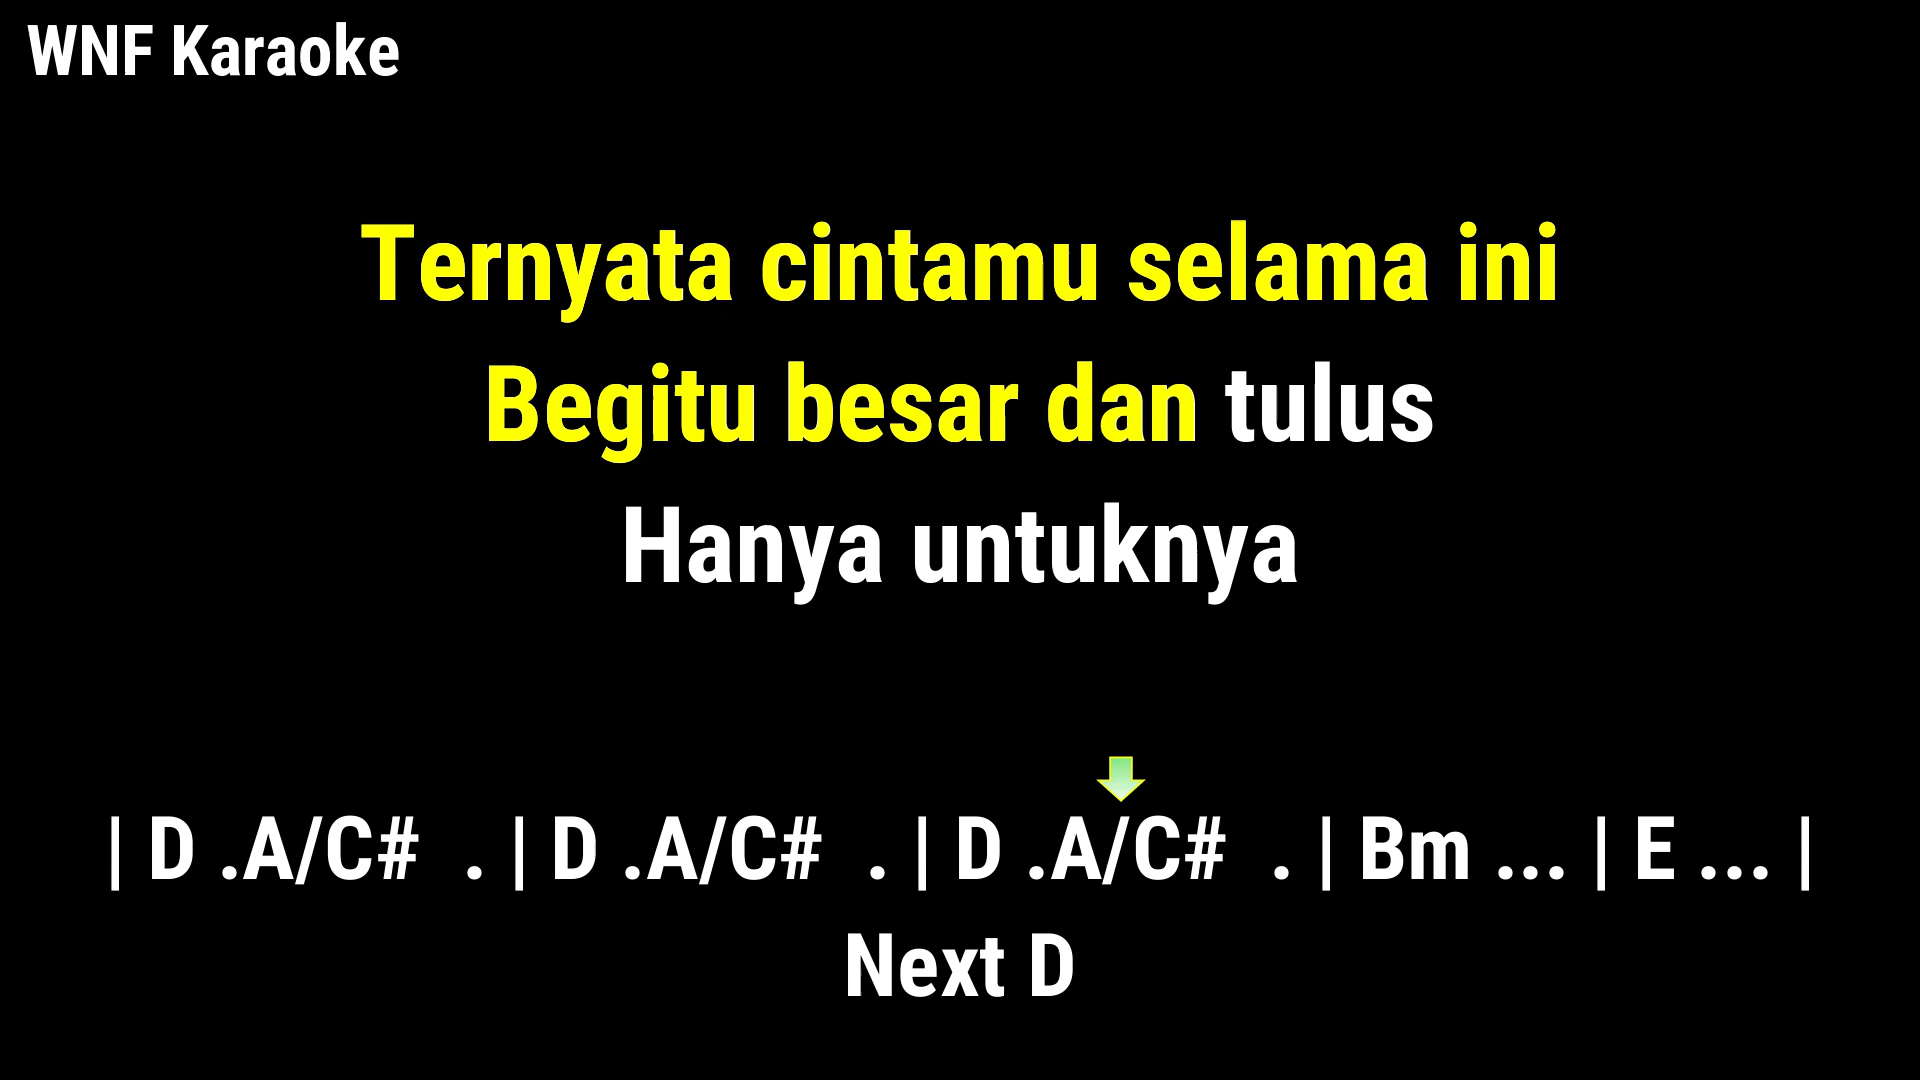 WNF Karaoke
Ternyata cintamu selama ini
Begitu besar dan tulus
Hanya untuknya
| D .A/C#  . | D .A/C#  . | D .A/C#  . | Bm ... | E ... |
Next D